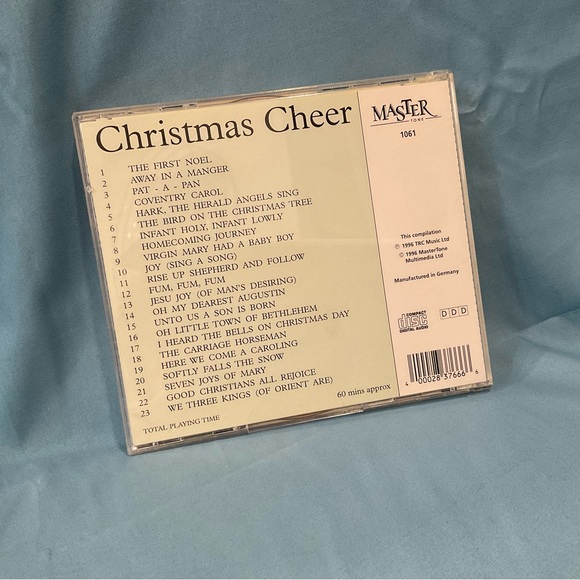 Christmas Cheer
1 THE FIRST NOEL
2 AWAY IN A MANGER
3 PAT - A - PAN
4 COVENTRY CAROL
5 HARK, THE HERALD ANGELS SING
6 THE BIRD ON THE CHRISTMAS TREE
7 INFANT HOLY, INFANT LOWLY
8 HOMECOMING JOURNEY
9 VIRGIN MARY HAD A BABY BOY
10 JOY (SING A SONG)
11 RISE UP SHEPHERD AND FOLLOW
12 FUM, FUM, FUM
13 JESU JOY (OF MAN'S DESIRING)
14 OH MY DEAREST AUGUSTIN
15 UNTO US A SON IS BORN
16 OH LITTLE TOWN OF BETHLEHEM
17 I HEARD THE BELLS ON CHRISTMAS DAY
18 THE CARRIAGE HORSEMAN
19 HERE WE COME A CAROLING
20 SOFTLY FALLS THE SNOW
21 SEVEN JOYS OF MARY
22 GOOD CHRISTIANS ALL REJOICE
23 WE THREE KINGS (OF ORIENT ARE)
TOTAL PLAYING TIME 60 mins approx
MASTER
TONE
1061
This compilation
℗ 1996 TRC Music Ltd
© 1996 MasterTone
Multimedia Ltd
Manufactured in Germany
COMPACT
disc
DIGITAL AUDIO
D D D
4 00028 37666 6